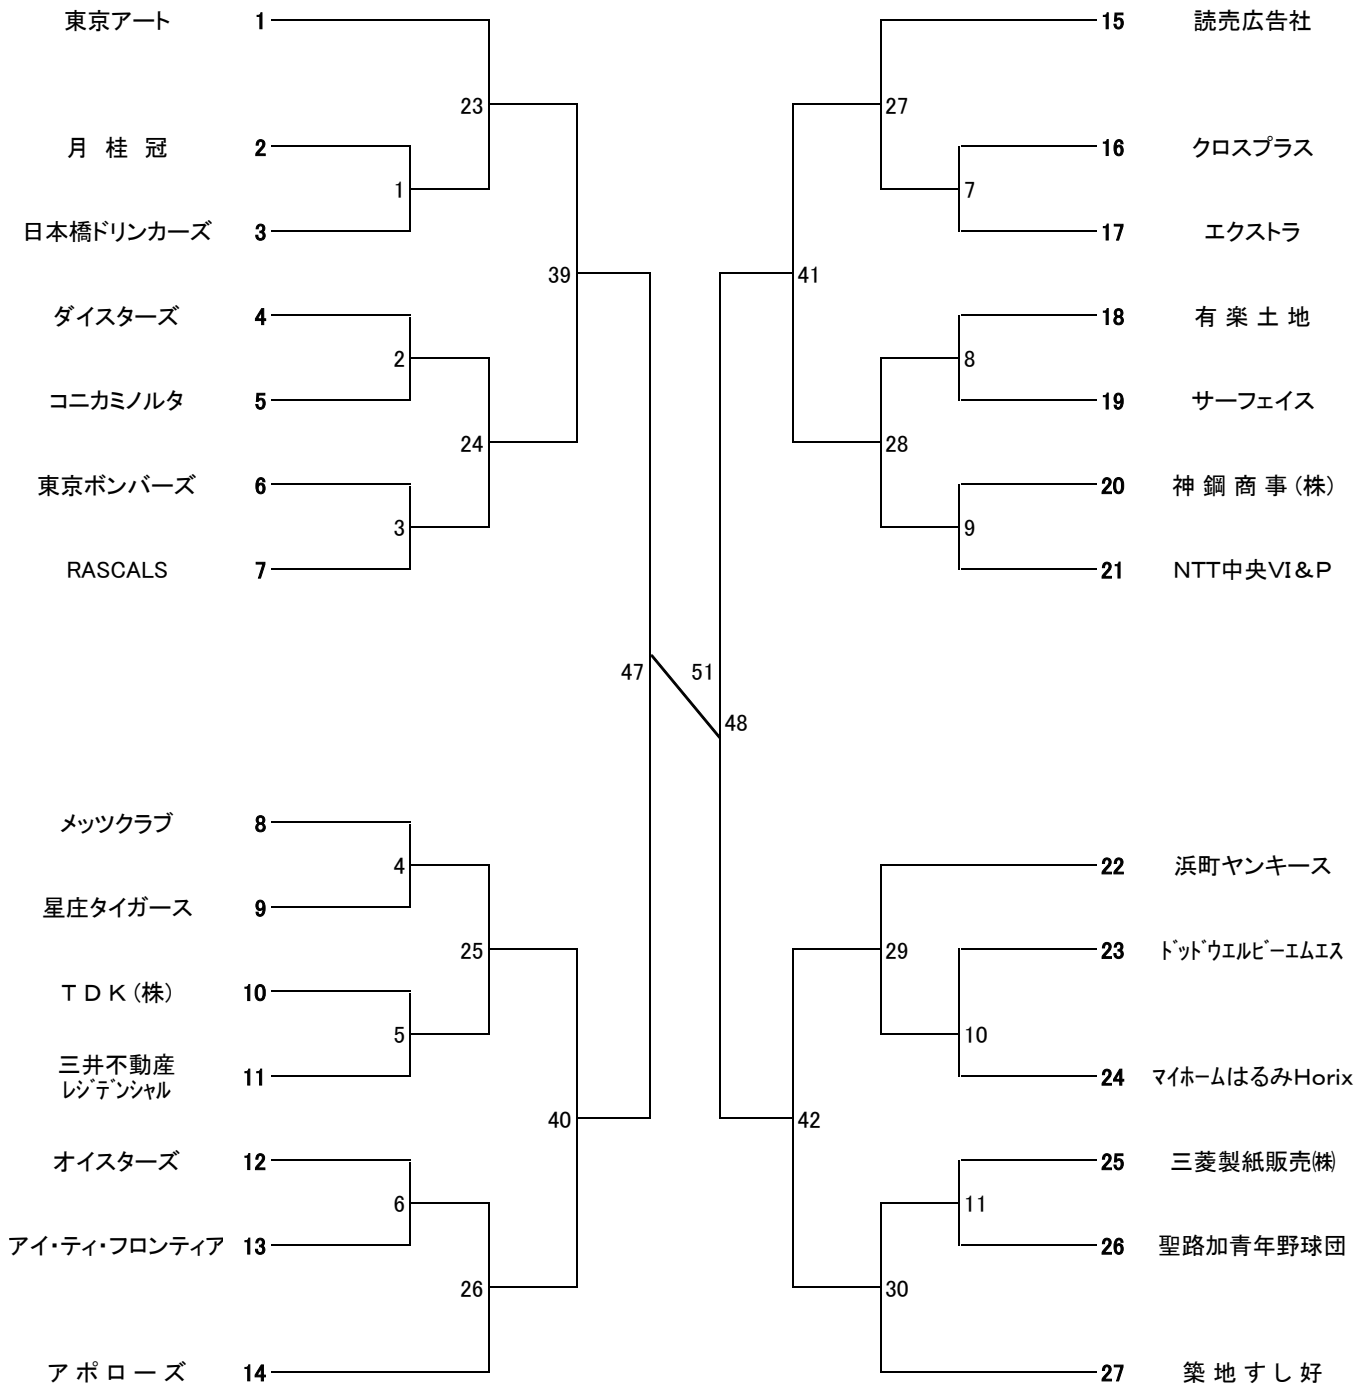 東京アート 1
23
月 桂 冠 2
1
日本橋ドリンカーズ 3
39
ダイスターズ 4
2
コニカミノルタ 5
24
東京ボンバーズ 6
3
RASCALS 7
47
メッツクラブ 8
4
星庄タイガース 9
25
ＴＤＫ(株) 10
5
三井不動産
ﾚｼﾞﾃﾞﾝｼｬﾙ 11
40
オイスターズ 12
6
アイ・ティ・フロンティア 13
26
アポローズ 14
51
48
15 読売広告社
27
16 クロスプラス
7
17 エクストラ
41
18 有 楽 土 地
8
19 サーフェイス
28
20 神 鋼 商 事 (株)
9
21 NTT中央VI＆P
22 浜町ヤンキース
29
23 ﾄﾞｯﾄﾞｳｴﾙﾋﾞｰｴﾑｴｽ
10
24 ﾏｲﾎｰﾑはるみHorix
42
25 三菱製紙販売㈱
11
26 聖路加青年野球団
30
27 築 地 す し 好